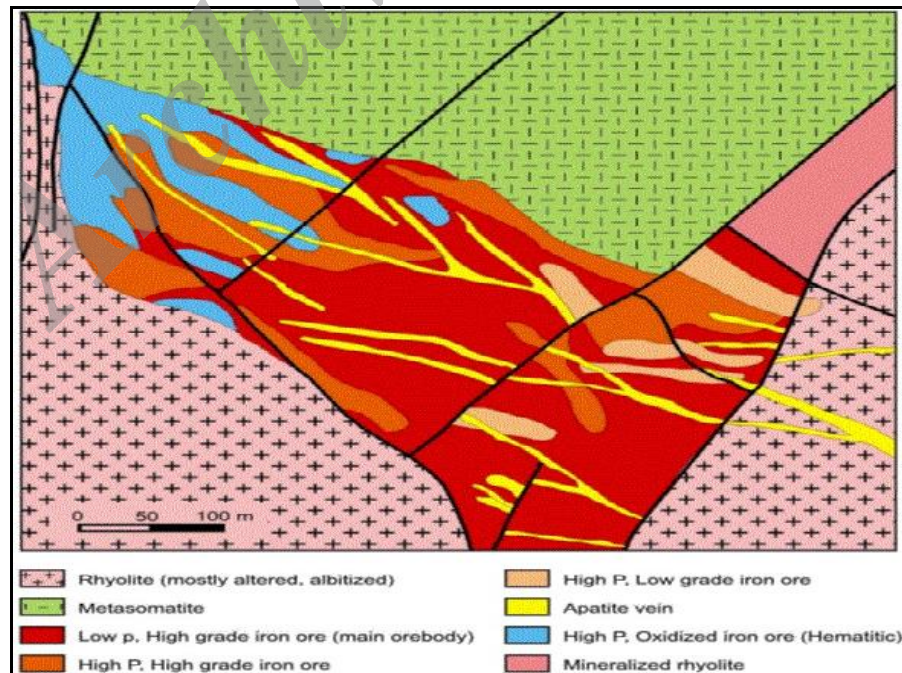 0 50 100 m
Rhyolite (mostly altered, albitized)
Metasomatite
Low p, High grade iron ore (main orebody)
High P, High grade iron ore
High P, Low grade iron ore
Apatite vein
High P, Oxidized iron ore (Hematitic)
Mineralized rhyolite